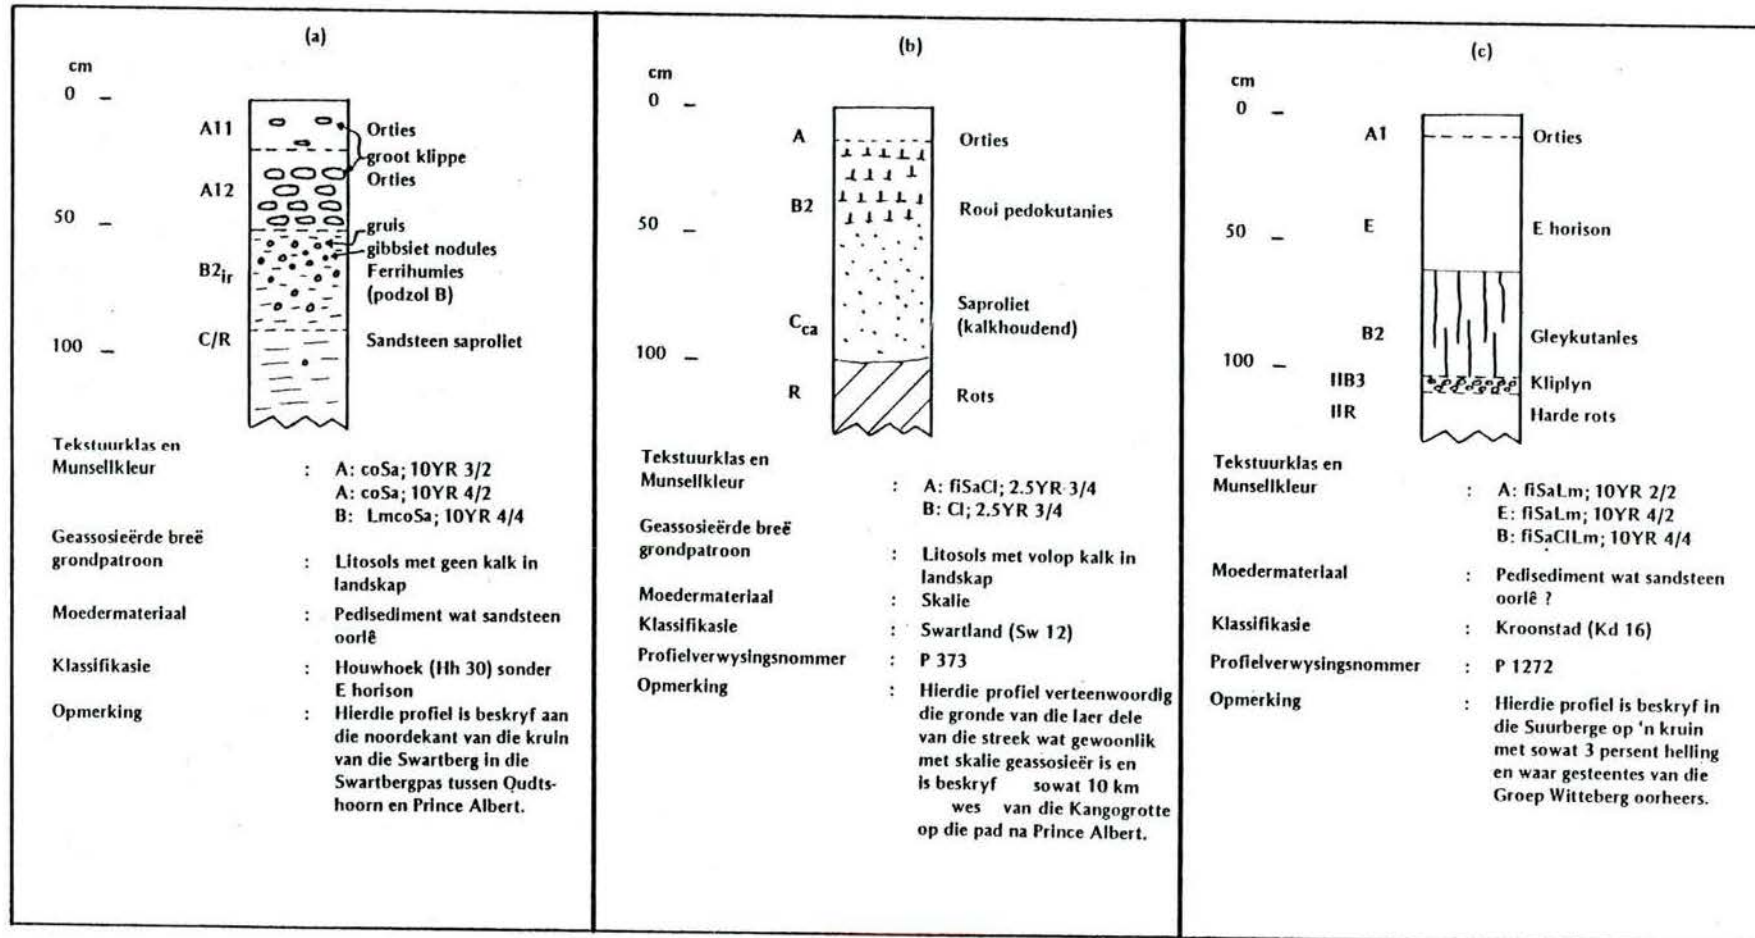 (a)
cm
0
A11
Orties
groot klippe
A12
Orties
50
gruis
gibbsiet nodules
B2ir
Ferrihumies
(podzol B)
C/R
Sandsteen saproliet
100
Tekstuurklas en
Munsellkleur : A: coSa; 10YR 3/2
A: coSa; 10YR 4/2
B: LmcoSa; 10YR 4/4
Geassosieërde breë
grondpatroon : Litosols met geen kalk in
landskap
Moedermateriaal : Pedisediment wat sandsteen
oorlê
Klassifikasie : Houwhoek (Hh 30) sonder
E horison
Opmerking : Hierdie profiel is beskryf aan
die noordekant van die kruin
van die Swartberg in die
Swartbergpas tussen Oudts-
hoorn en Prince Albert.
(b)
cm
0
A
Orties
B2
Rooi pedokutanies
50
Cca
Saproliet
(kalkhoudend)
100
R
Rots
Tekstuurklas en
Munsellkleur : A: fiSaCl; 2.5YR 3/4
B: Cl; 2.5YR 3/4
Geassosieërde breë
grondpatroon : Litosols met volop kalk in
landskap
Moedermateriaal : Skalie
Klassifikasie : Swartland (Sw 12)
Profielverwysingsnommer : P 373
Opmerking : Hierdie profiel verteenwoordig
die gronde van die laer dele
van die streek wat gewoonlik
met skalie geassosieër is en
is beskryf sowat 10 km
wes van die Kangogrotte
op die pad na Prince Albert.
(c)
cm
0
A1
Orties
50
E
E horison
B2
Gleykutanies
100
IIB3
Kliplyn
IIR
Harde rots
Tekstuurklas en
Munsellkleur : A: fiSaLm; 10YR 2/2
E: fiSaLm; 10YR 4/2
B: fiSaClLm; 10YR 4/4
Moedermateriaal : Pedisediment wat sandsteen
oorlê ?
Klassifikasie : Kroonstad (Kd 16)
Profielverwysingsnommer : P 1272
Opmerking : Hierdie profiel is beskryf in
die Suurberge op 'n kruin
met sowat 3 persent helling
en waar gesteentes van die
Groep Witteberg oorheers.